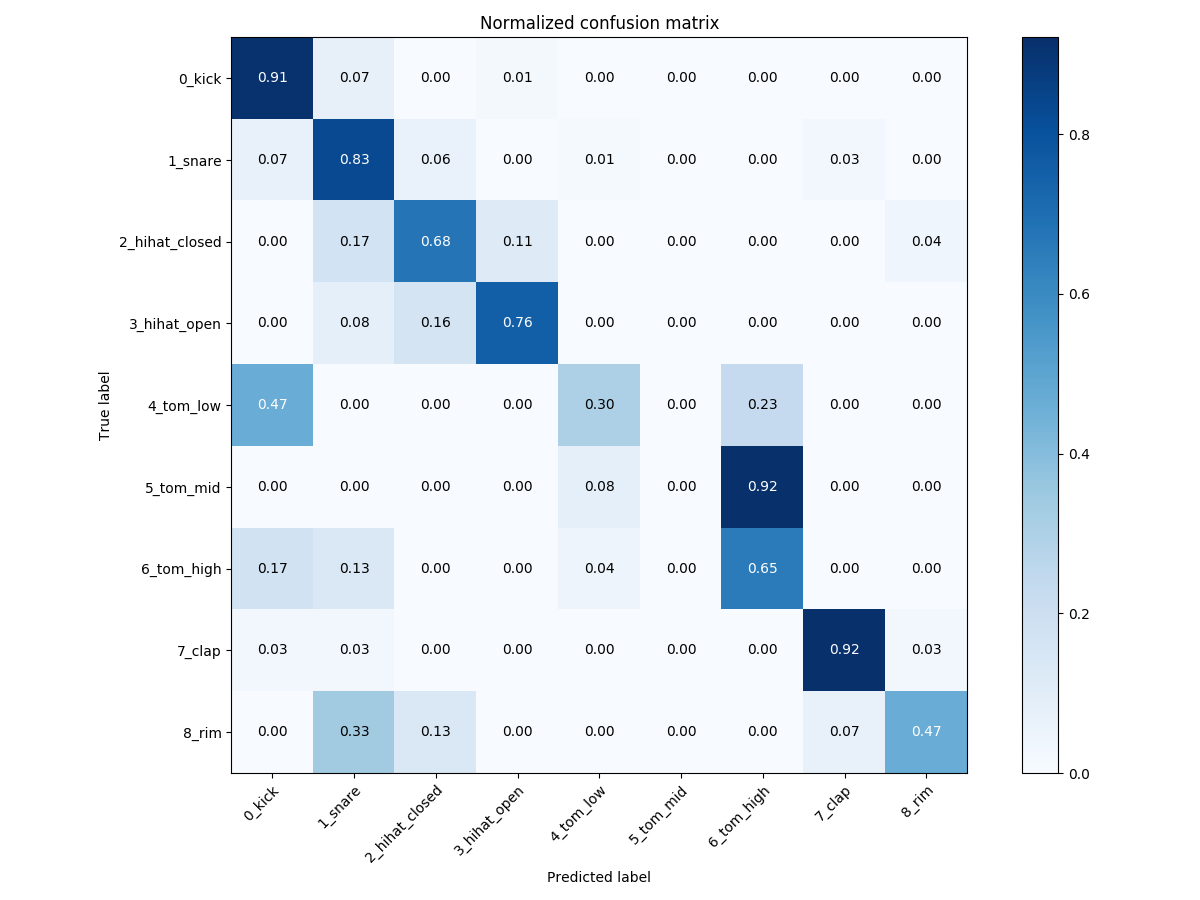 Normalized confusion matrix
0_kick 0.91 0.07 0.00 0.01 0.00 0.00 0.00 0.00 0.00
1_snare 0.07 0.83 0.06 0.00 0.01 0.00 0.00 0.03 0.00
2_hihat_closed 0.00 0.17 0.68 0.11 0.00 0.00 0.00 0.00 0.04
3_hihat_open 0.00 0.08 0.16 0.76 0.00 0.00 0.00 0.00 0.00
4_tom_low 0.47 0.00 0.00 0.00 0.30 0.00 0.23 0.00 0.00
5_tom_mid 0.00 0.00 0.00 0.00 0.08 0.00 0.92 0.00 0.00
6_tom_high 0.17 0.13 0.00 0.00 0.04 0.00 0.65 0.00 0.00
7_clap 0.03 0.03 0.00 0.00 0.00 0.00 0.00 0.92 0.03
8_rim 0.00 0.33 0.13 0.00 0.00 0.00 0.00 0.07 0.47
True label
0_kick 1_snare 2_hihat_closed 3_hihat_open 4_tom_low 5_tom_mid 6_tom_high 7_clap 8_rim
Predicted label
0.8
0.6
0.4
0.2
0.0